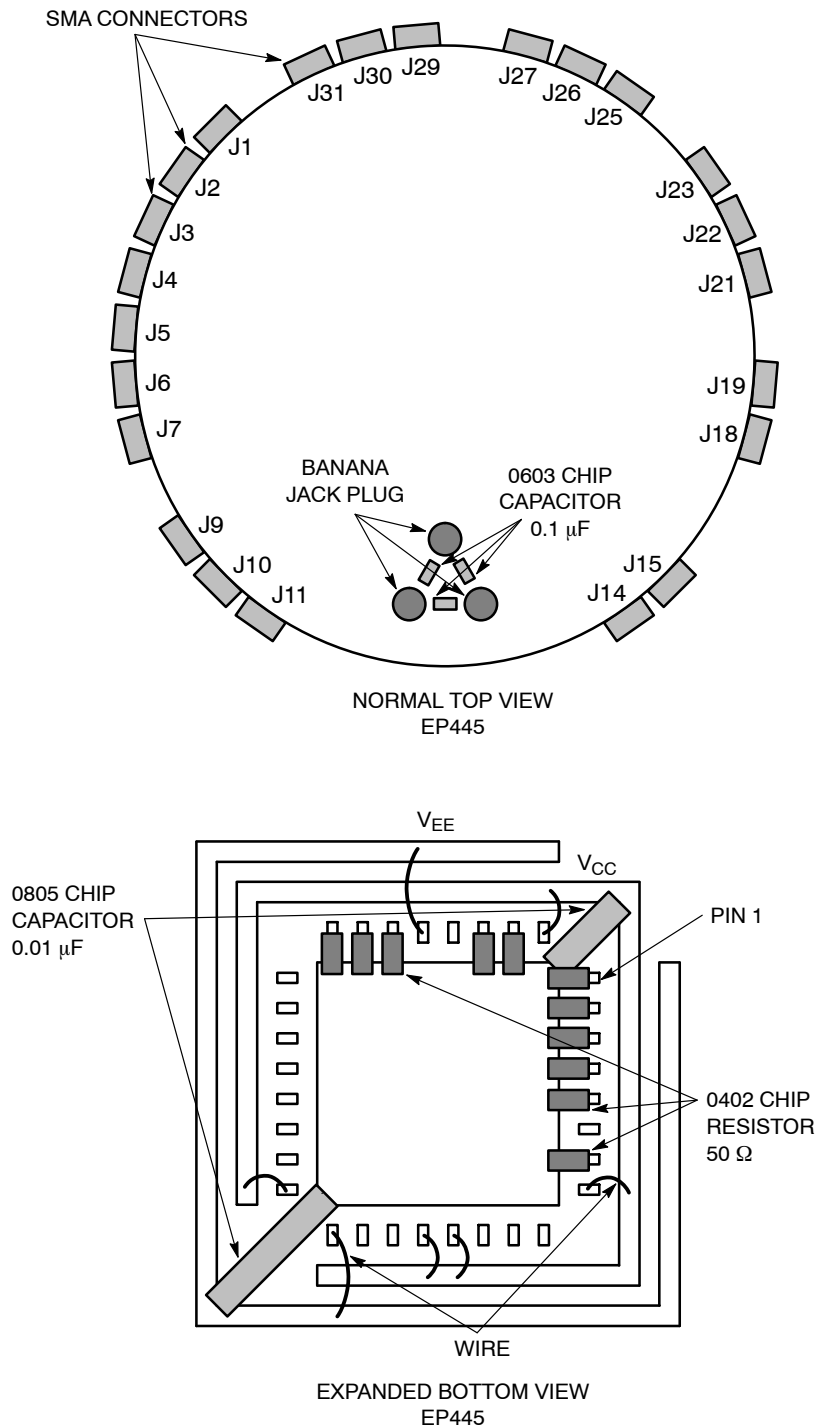 SMA CONNECTORS
J31
J30
J29
J27
J26
J25
J1
J2
J3
J4
J5
J6
J7
J23
J22
J21
J19
J18
BANANA
JACK PLUG
0603 CHIP
CAPACITOR
0.1 μF
J9
J10
J11
J15
J14
NORMAL TOP VIEW
EP445
VEE
VCC
0805 CHIP
CAPACITOR
0.01 μF
PIN 1
0402 CHIP
RESISTOR
50 Ω
WIRE
EXPANDED BOTTOM VIEW
EP445